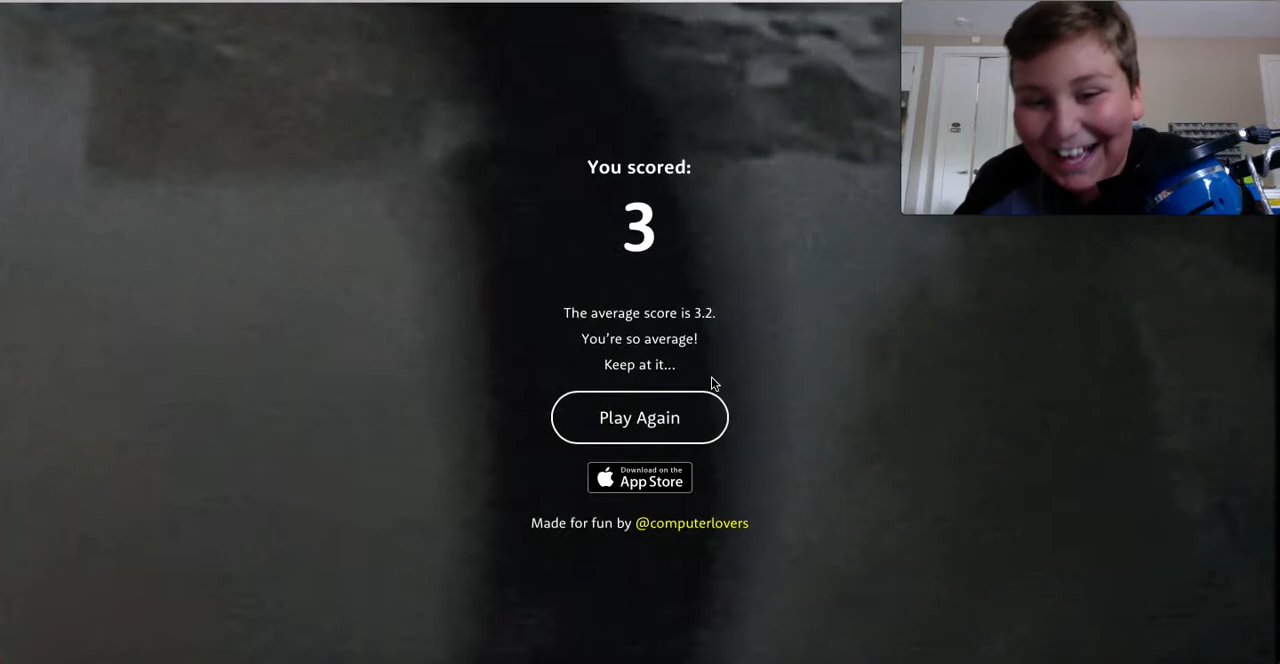 You scored:
3
The average score is 3.2.
You're so average!
Keep at it...
Play Again
Download on the
App Store
Made for fun by @computerlovers